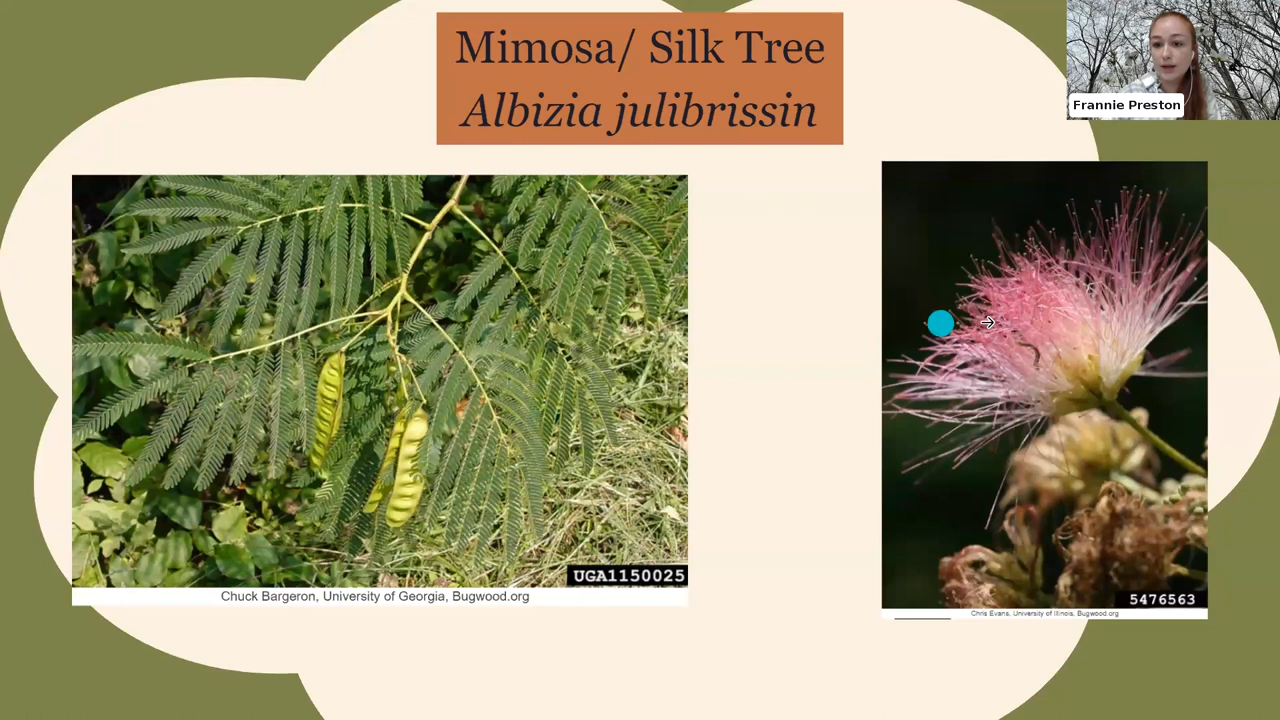 Mimosa/ Silk Tree
Albizia julibrissin
Frannie Preston
UGA1150025
Chuck Bargeron, University of Georgia, Bugwood.org
5476563
Chris Evans, University of Illinois, Bugwood.org